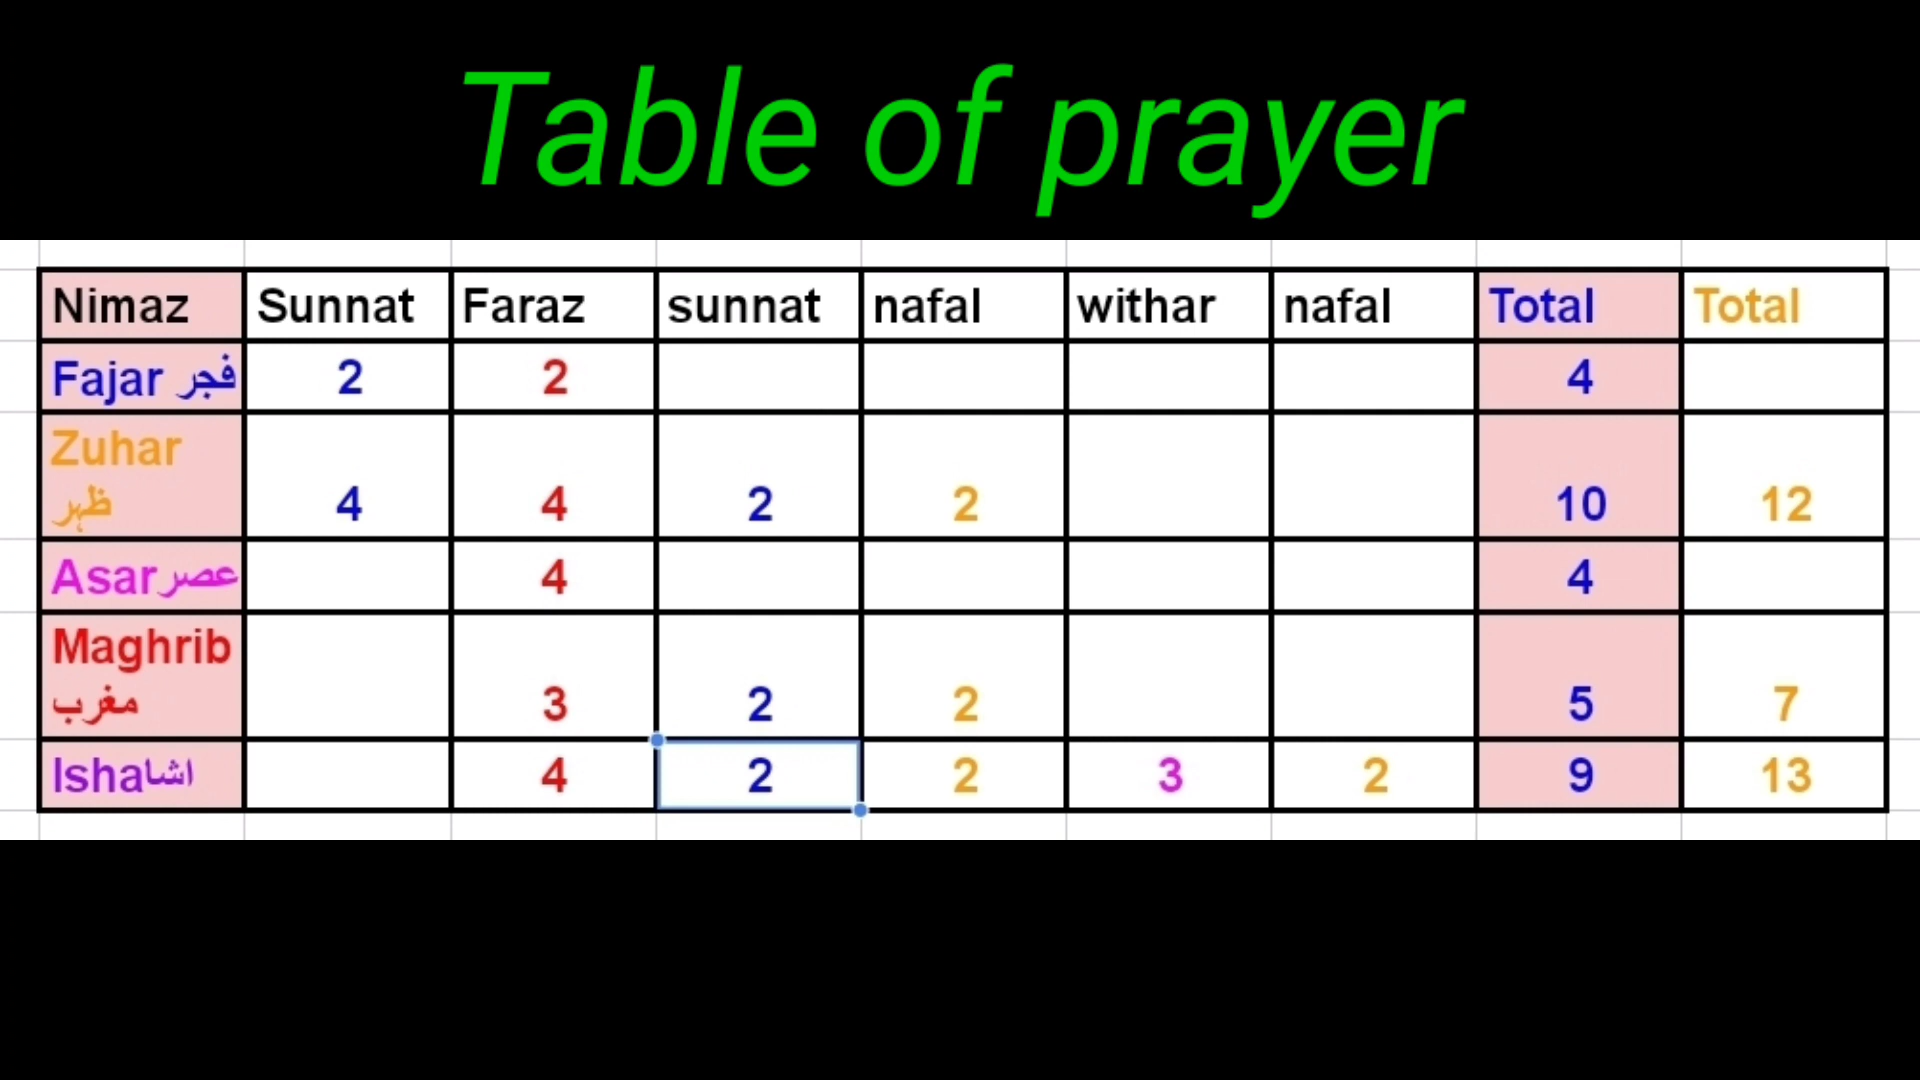 Table of prayer
Nimaz Sunnat Faraz sunnat nafal withar nafal Total Total
Fajar فجر 2 2 4
Zuhar
ظہر 4 4 2 2 10 12
Asar عصر 4 4
Maghrib
مغرب 3 2 2 5 7
Isha اشا 4 2 2 3 2 9 13